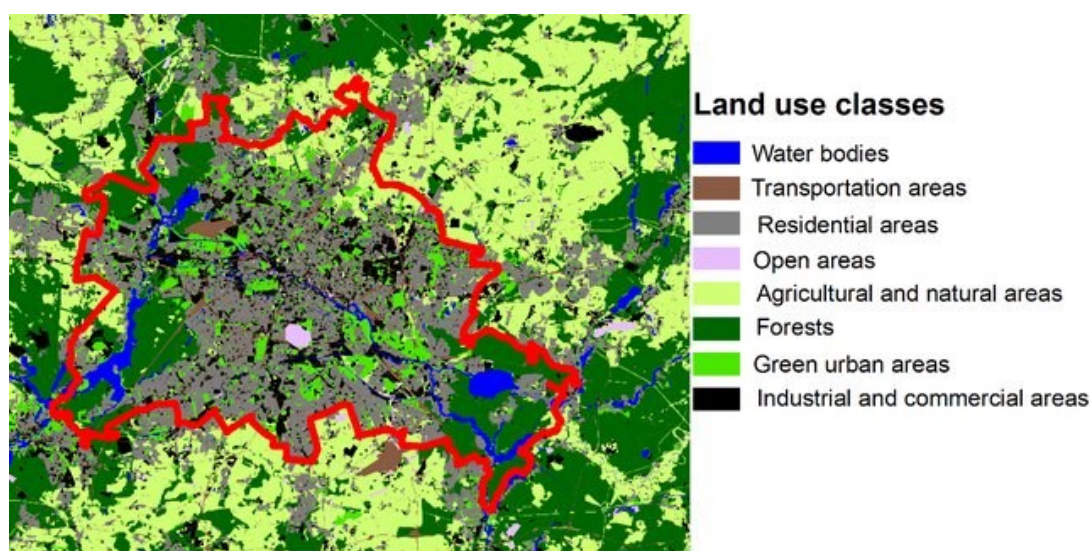 Land use classes
Water bodies
Transportation areas
Residential areas
Open areas
Agricultural and natural areas
Forests
Green urban areas
Industrial and commercial areas